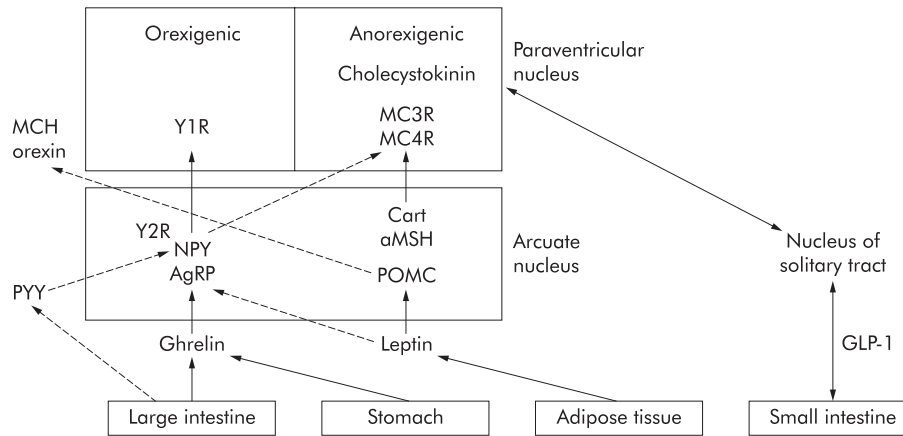 Orexigenic
Anorexigenic
Paraventricular
nucleus
Cholecystokinin
MCH
orexin
Y1R
MC3R
MC4R
Y2R
NPY
AgRP
Cart
aMSH
POMC
Arcuate
nucleus
Nucleus of
solitary tract
PYY
Ghrelin
Leptin
GLP-1
Large intestine
Stomach
Adipose tissue
Small intestine